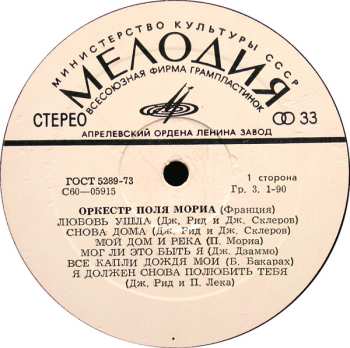 МИНИСТЕРСТВО КУЛЬТУРЫ СССР
МЕЛОДИЯ
ВСЕСОЮЗНАЯ ФИРМА ГРАМПЛАСТИНОК
СТЕРЕО
33
АПРЕЛЕВСКИЙ ОРДЕНА ЛЕНИНА ЗАВОД
ГОСТ 5289-73
С60—05915
1 сторона
Гр. 3. 1-90
ОРКЕСТР ПОЛЯ МОРИА (Франция)
ЛЮБОВЬ УШЛА (Дж. Рид и Дж. Склеров)
СНОВА ДОМА (Дж. Рид и Дж. Склеров)
МОЙ ДОМ И РЕКА (П. Мориа)
МОГ ЛИ ЭТО БЫТЬ Я (Дж. Дзаммо)
ВСЕ КАПЛИ ДОЖДЯ МОИ (Б. Бакарах)
Я ДОЛЖЕН СНОВА ПОЛЮБИТЬ ТЕБЯ
(Дж. Рид и П. Лека)